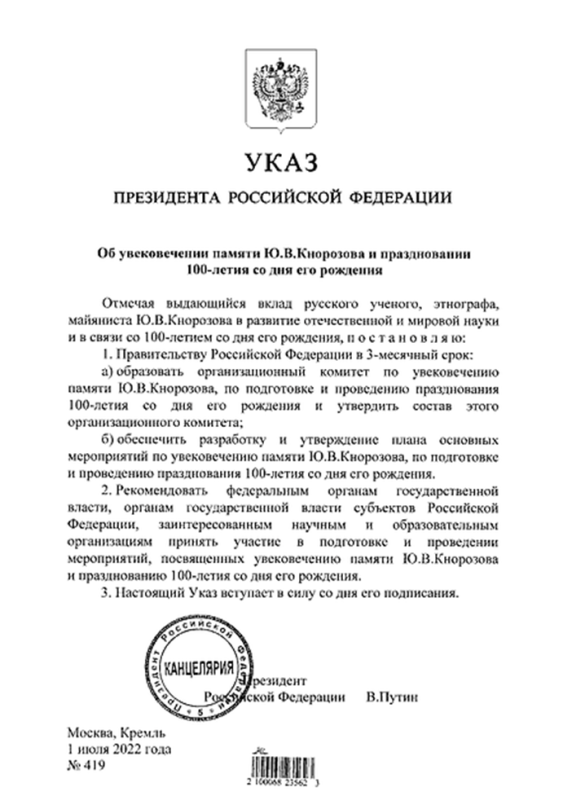 УКАЗ
ПРЕЗИДЕНТА РОССИЙСКОЙ ФЕДЕРАЦИИ
Об увековечении памяти Ю.В.Кнорозова и праздновании
100-летия со дня его рождения
Отмечая выдающийся вклад русского ученого, этнографа,
майяниста Ю.В.Кнорозова в развитие отечественной и мировой науки
и в связи со 100-летием со дня его рождения, п о с т а н о в л я ю:
1. Правительству Российской Федерации в 3-месячный срок:
а) образовать организационный комитет по увековечению
памяти Ю.В.Кнорозова, по подготовке и проведению празднования
100-летия со дня его рождения и утвердить состав этого
организационного комитета;
б) обеспечить разработку и утверждение плана основных
мероприятий по увековечению памяти Ю.В.Кнорозова, по подготовке
и проведению празднования 100-летия со дня его рождения.
2. Рекомендовать федеральным органам государственной
власти, органам государственной власти субъектов Российской
Федерации, заинтересованным научным и образовательным
организациям принять участие в подготовке и проведении
мероприятий, посвященных увековечению памяти Ю.В.Кнорозова
и празднованию 100-летия со дня его рождения.
3. Настоящий Указ вступает в силу со дня его подписания.
Президент Российской Федерации
КАНЦЕЛЯРИЯ
* 5 *
Президент
Российской Федерации В.Путин
Москва, Кремль
1 июля 2022 года
№ 419
2 100068 23562 3